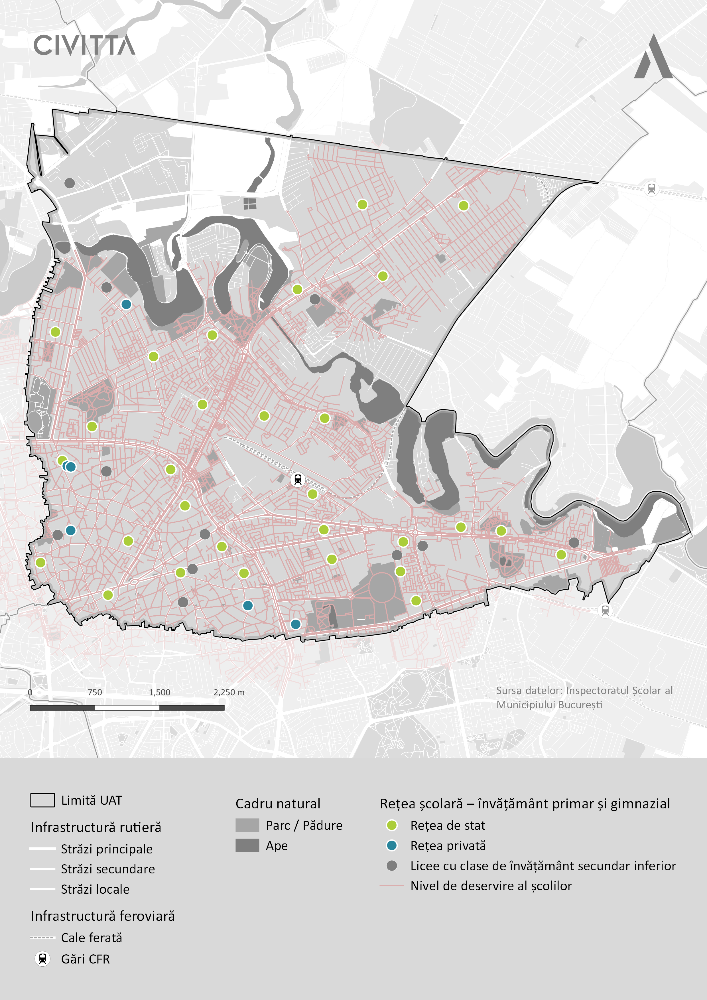 CIVITTA
0 750 1,500 2,250 m
Sursa datelor: Inspectoratul Școlar al
Municipiului București
Limită UAT
Infrastructură rutieră
Străzi principale
Străzi secundare
Străzi locale
Infrastructură feroviară
Cale ferată
Gări CFR
Cadru natural
Parc / Pădure
Ape
Rețea școlară – învățământ primar și gimnazial
Rețea de stat
Rețea privată
Licee cu clase de învățământ secundar inferior
Nivel de deservire al școlilor